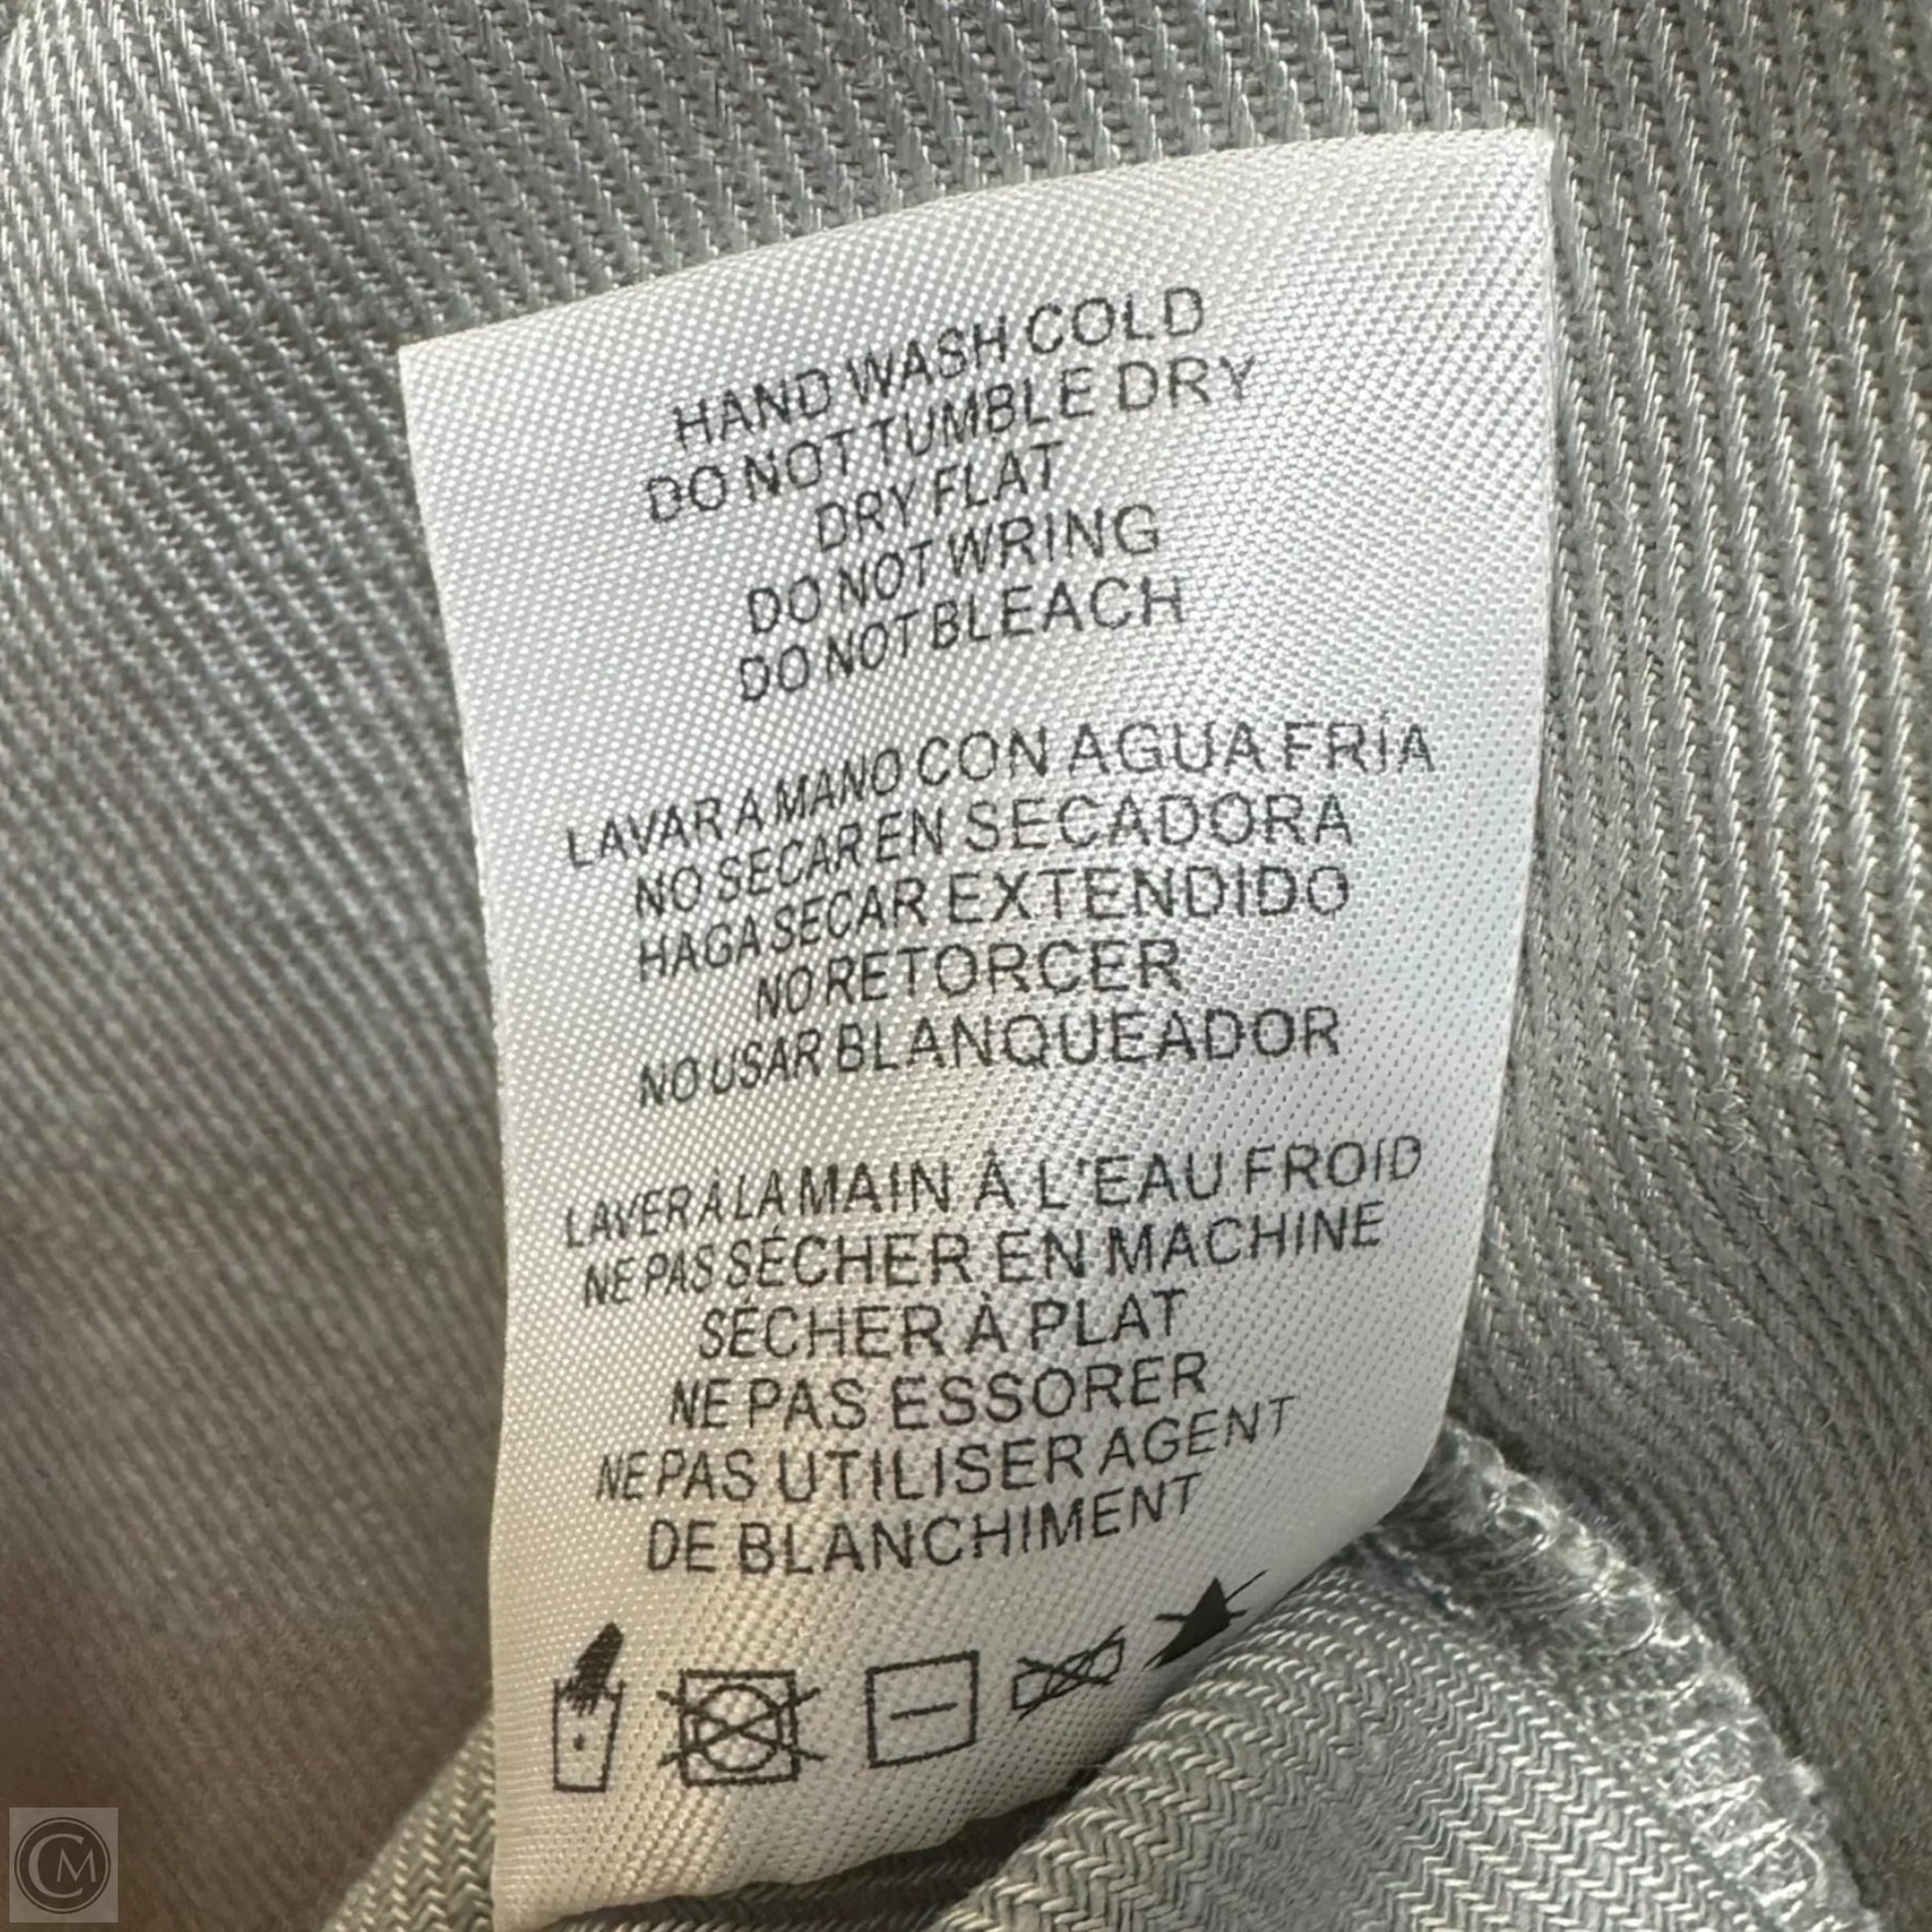 HAND WASH COLD
DO NOT TUMBLE DRY
DRY FLAT
DO NOT WRING
DO NOT BLEACH
LAVAR A MANO CON AGUA FRÍA
NO SECAR EN SECADORA
HAGA SECAR EXTENDIDO
NO RETORCER
NO USAR BLANQUEADOR
LAVER À LA MAIN À L'EAU FROID
NE PAS SÉCHER EN MACHINE
SÉCHER À PLAT
NE PAS ESSORER
NE PAS UTILISER AGENT
DE BLANCHIMENT
CM